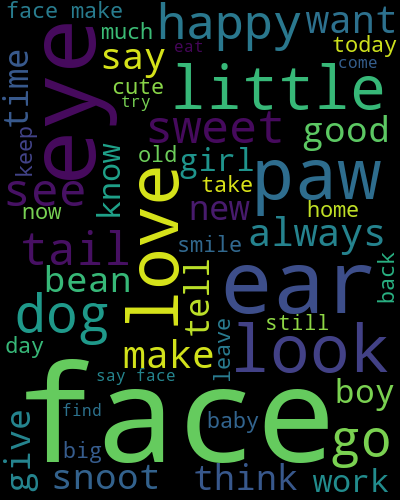 face make
much
happy
want
eye
say
eat
today
come
time
cute
try
little
keep
sweet
good
know
old
girl
paw
see
love
take
now
new
home
tail
smile
always
bean
tell
ear
back
dog
still
day
make
leave
look
say face
face
boy
give
find
baby
big
go
snoot
think
work